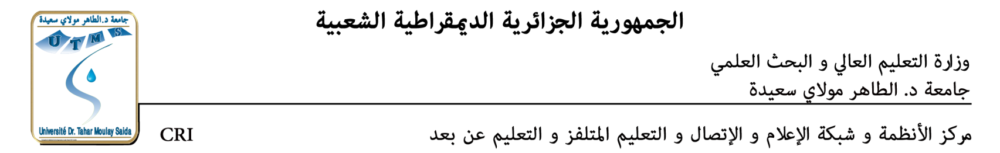 جامعة د.الطاهر مولاي سعيدة
UTMS
Université Dr. Tahar Moulay Saida
الجمهورية الجزائرية الديمقراطية الشعبية
وزارة التعليم العالي و البحث العلمي
جامعة د. الطاهر مولاي سعيدة
مركز الأنظمة و شبكة الإعلام و الإتصال و التعليم المتلفز و التعليم عن بعد
CRI